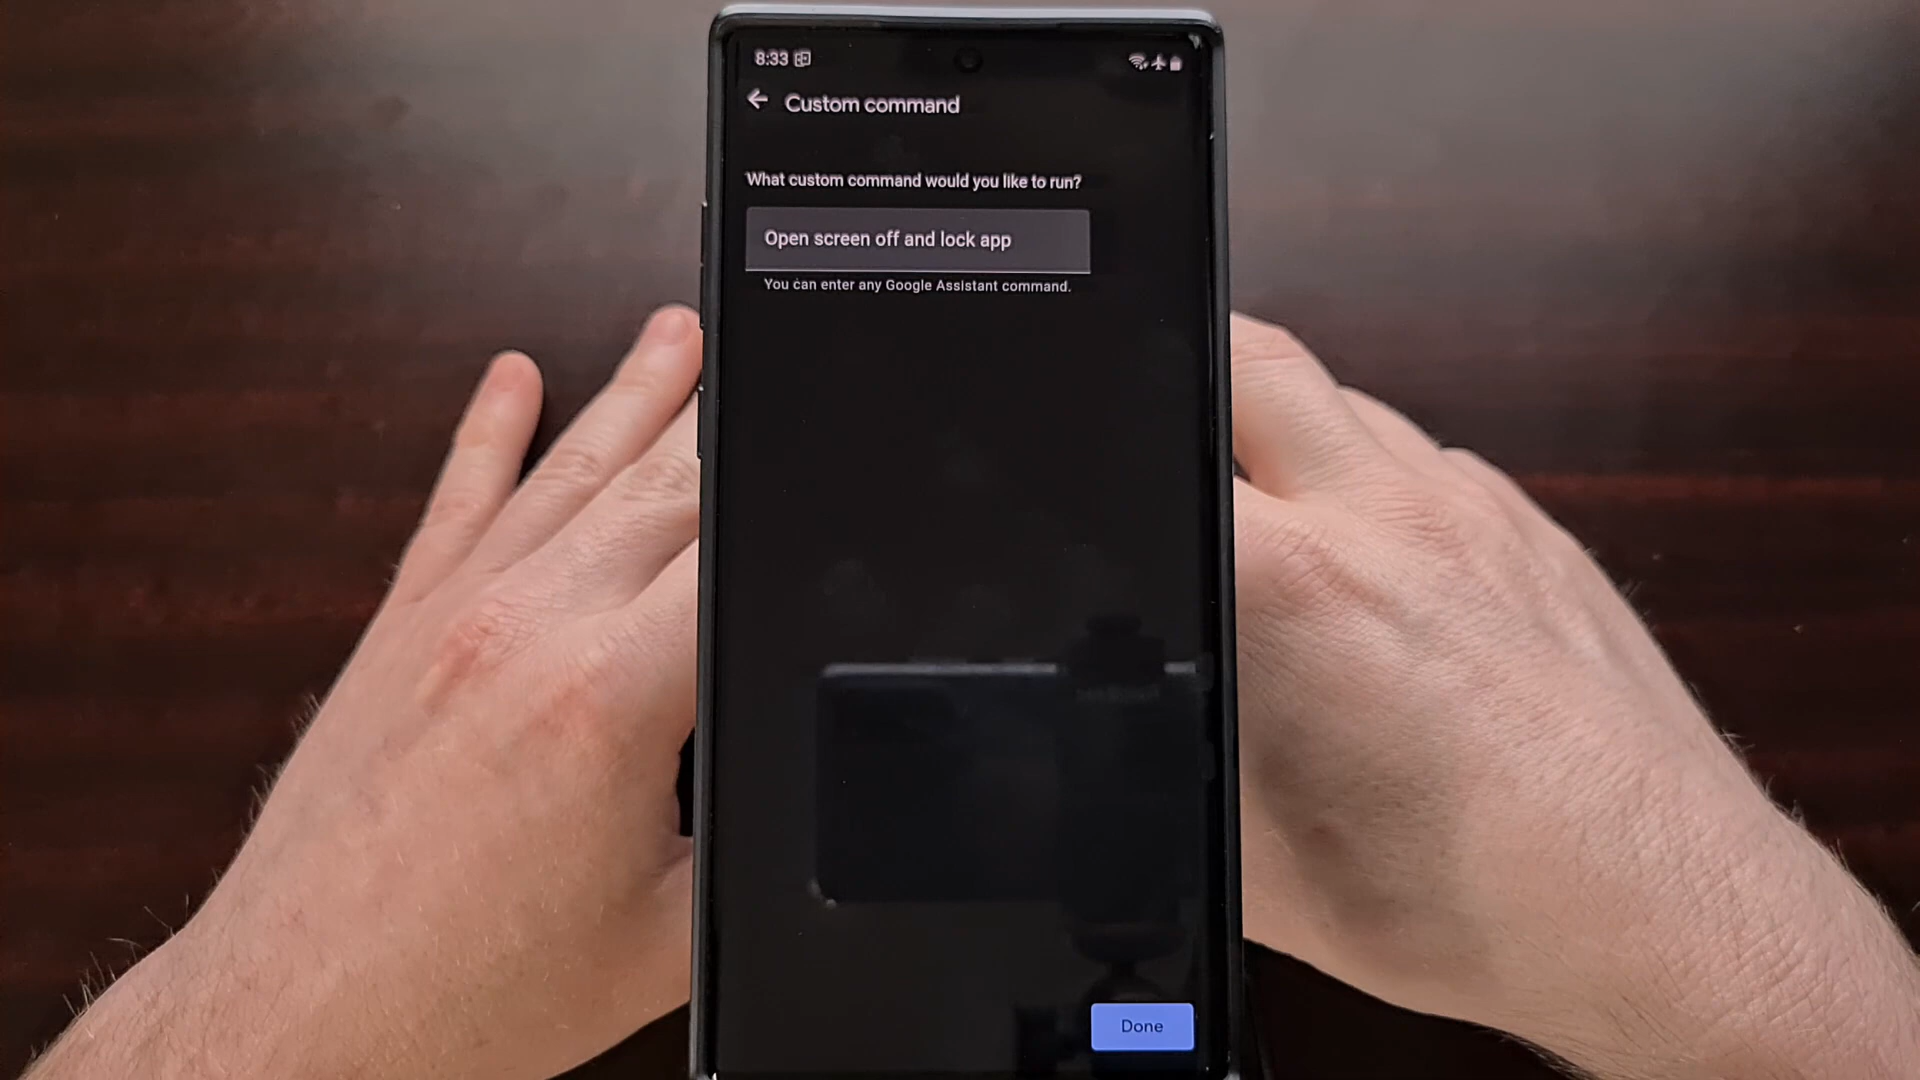 8:33
Custom command
What custom command would you like to run?
Open screen off and lock app
You can enter any Google Assistant command.
Done